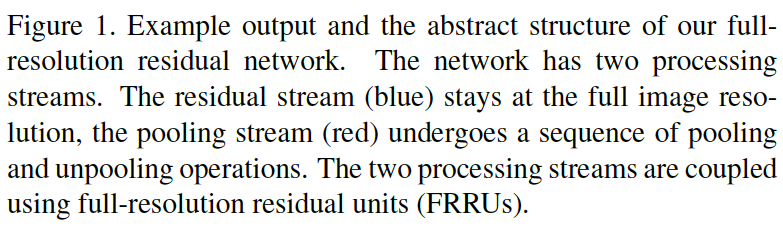 Figure 1. Example output and the abstract structure of our full-
resolution residual network. The network has two processing
streams. The residual stream (blue) stays at the full image reso-
lution, the pooling stream (red) undergoes a sequence of pooling
and unpooling operations. The two processing streams are coupled
using full-resolution residual units (FRRUs).